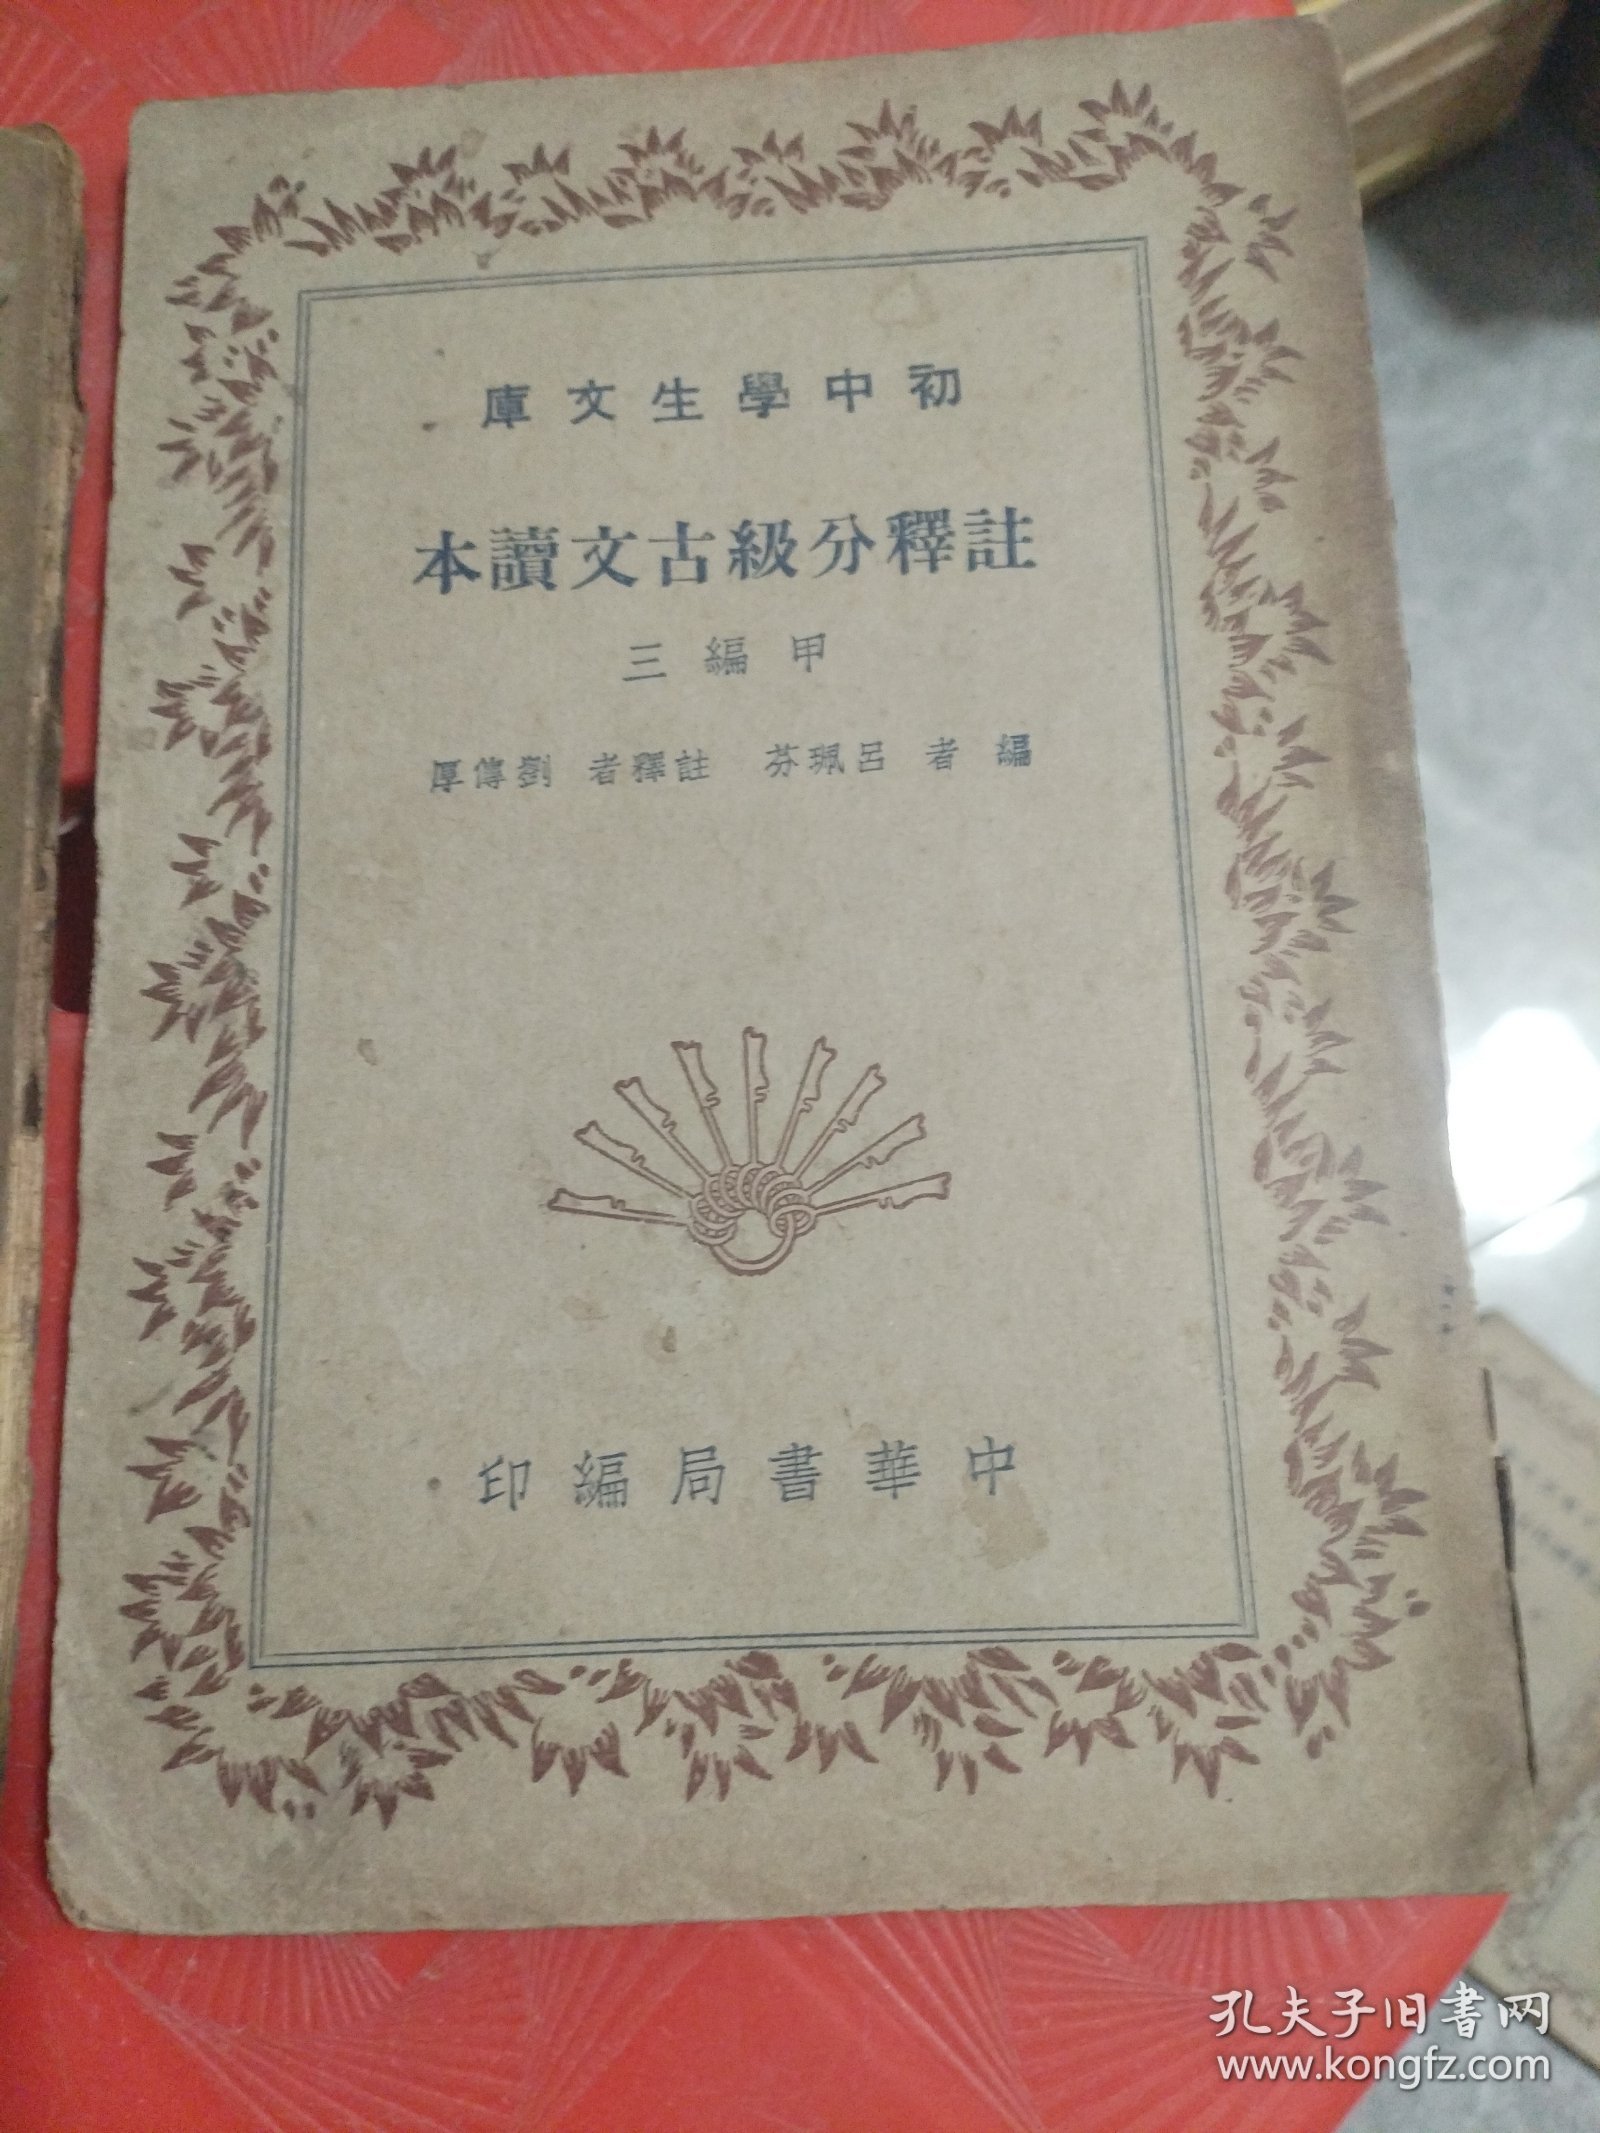 初中學生文庫
註釋分級古文讀本
甲編三
編者 呂珮芬 註釋者 劉傳厚
中華書局編印
孔夫子旧书网
www.kongfz.com